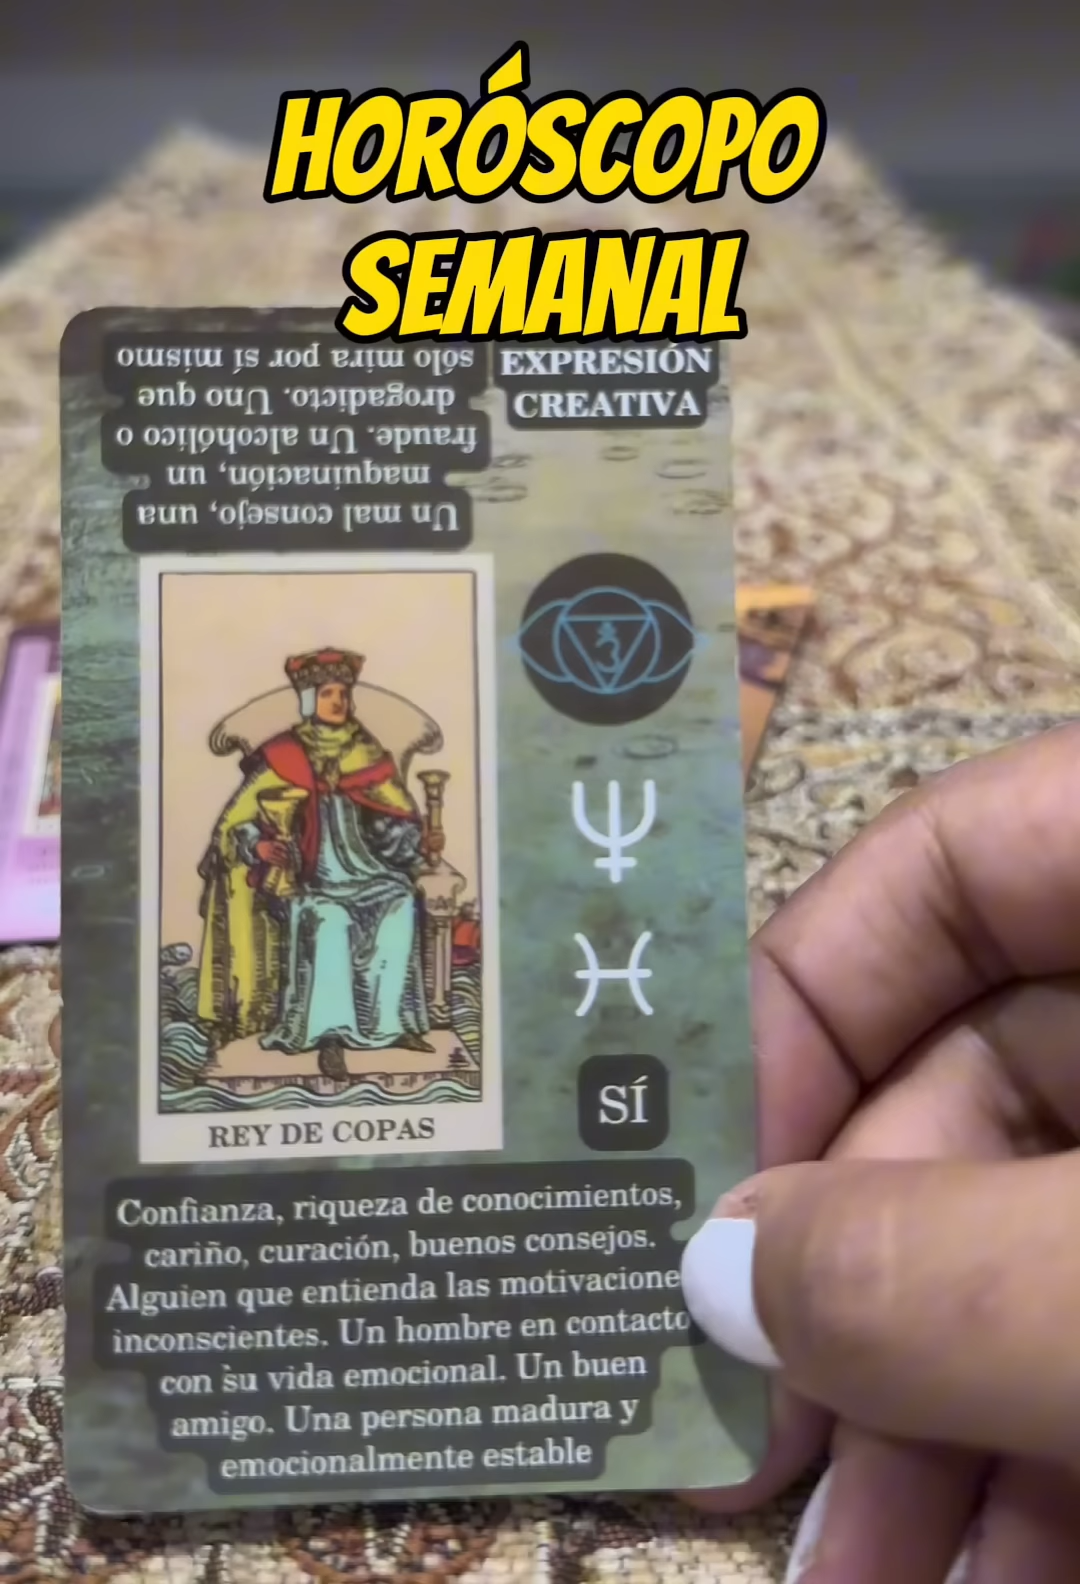 HORÓSCOPO
SEMANAL
EXPRESIÓN
CREATIVA
Un mal consejo, una
maquinación, un
fraude. Un alcohólico o
drogadicto. Uno que
sólo mira por sí mismo
REY DE COPAS
SÍ
Confianza, riqueza de conocimientos,
cariño, curación, buenos consejos.
Alguien que entienda las motivacione
inconscientes. Un hombre en contacto
con su vida emocional. Un buen
amigo. Una persona madura y
emocionalmente estable